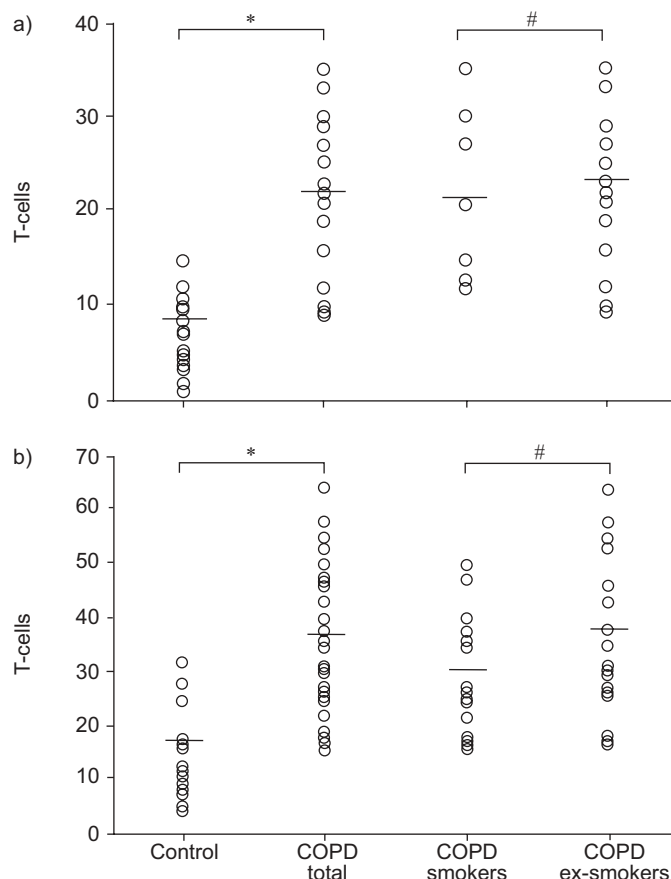 a)
*
#
40
30
20
10
0
T-cells
b)
*
#
70
60
50
40
30
20
10
0
T-cells
Control
COPD
total
COPD
smokers
COPD
ex-smokers